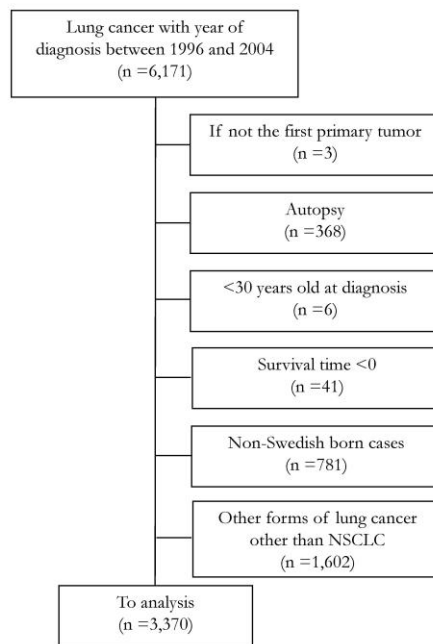 Lung cancer with year of
diagnosis between 1996 and 2004
(n =6,171)
If not the first primary tumor
(n =3)
Autopsy
(n =368)
<30 years old at diagnosis
(n =6)
Survival time <0
(n =41)
Non-Swedish born cases
(n =781)
Other forms of lung cancer
other than NSCLC
(n =1,602)
To analysis
(n =3,370)